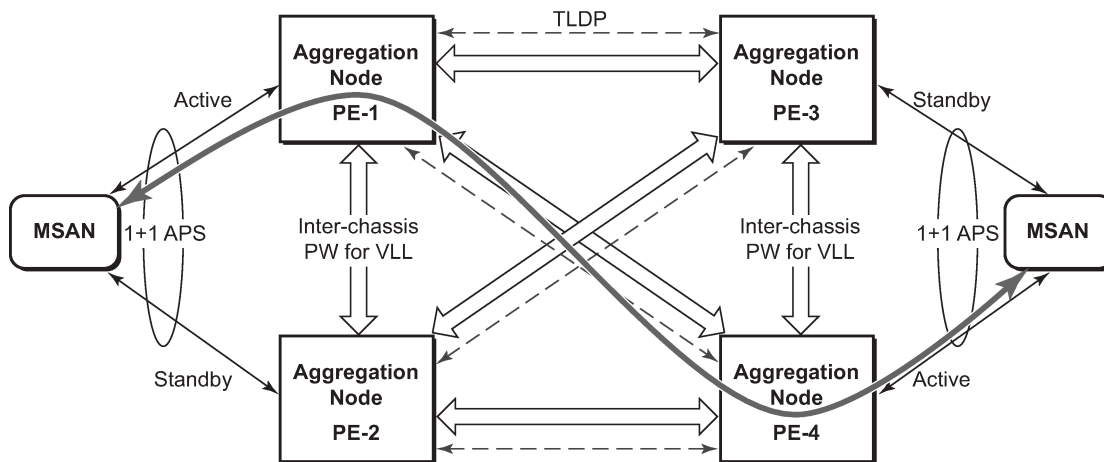 TLDP
Aggregation
Node
PE-1
Aggregation
Node
PE-3
Active
Standby
MSAN
1+1 APS
Inter-chassis
PW for VLL
Inter-chassis
PW for VLL
1+1 APS
MSAN
Standby
Aggregation
Node
PE-2
Aggregation
Node
PE-4
Active